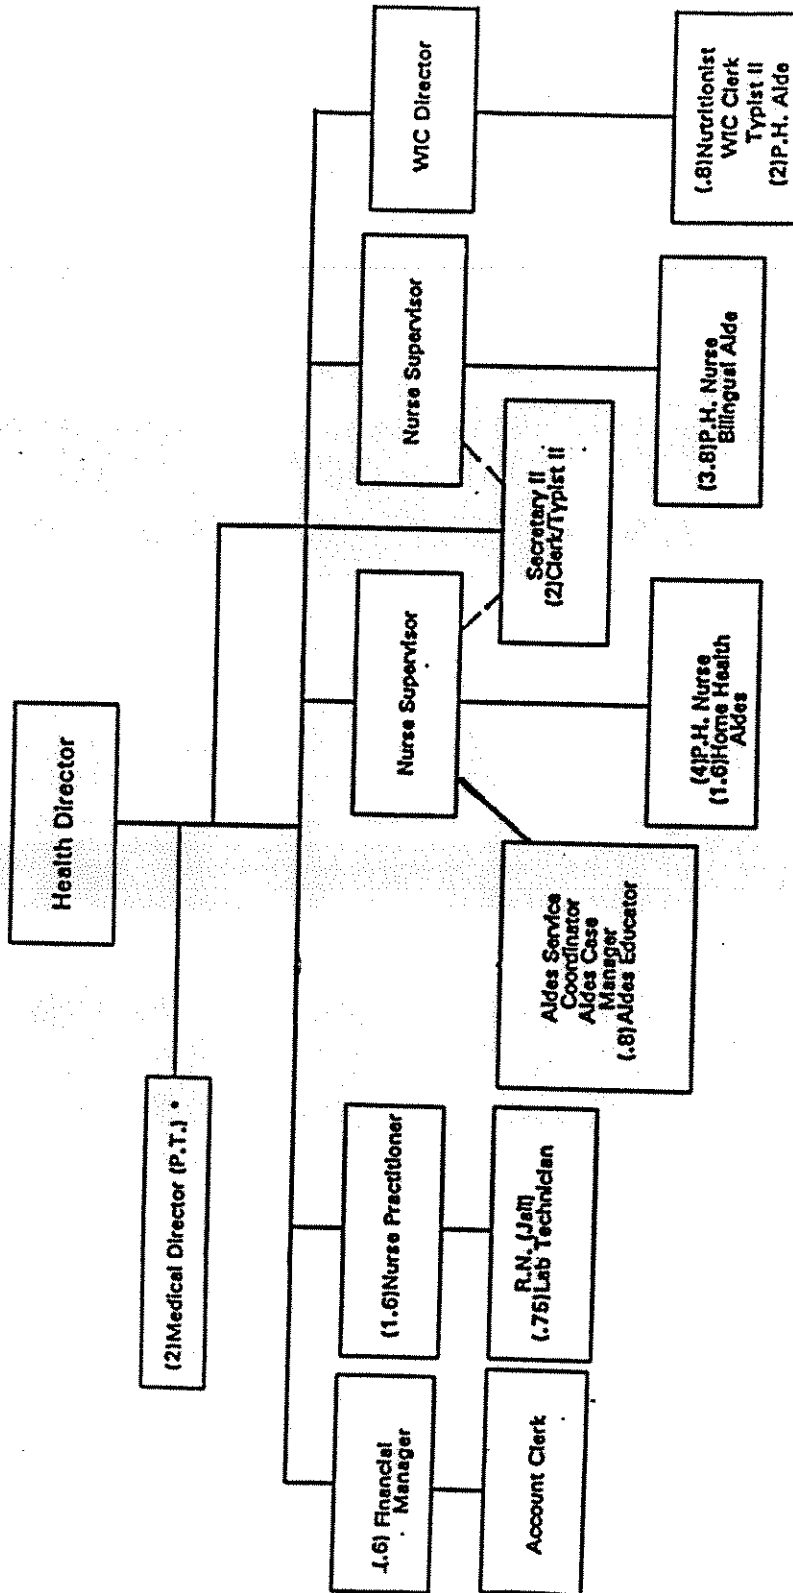 Health Director
(2)Medical Director (P.T.) *
(.6) Financial
Manager
(1.6)Nurse Practitioner
Nurse Supervisor
Nurse Supervisor
WIC Director
Account Clerk
R.N. (Jail)
(.75)Lab Technician
Aides Service
Coordinator
Aides Case
Manager
(.8)Aides Educator
Secretary II
(2)Clerk/Typist II
(4)P.H. Nurse
(1.6)Home Health
Aides
(3.8)P.H. Nurse
Bilingual Aide
(.8)Nutritionist
WIC Clerk
Typist II
(2)P.H. Aide